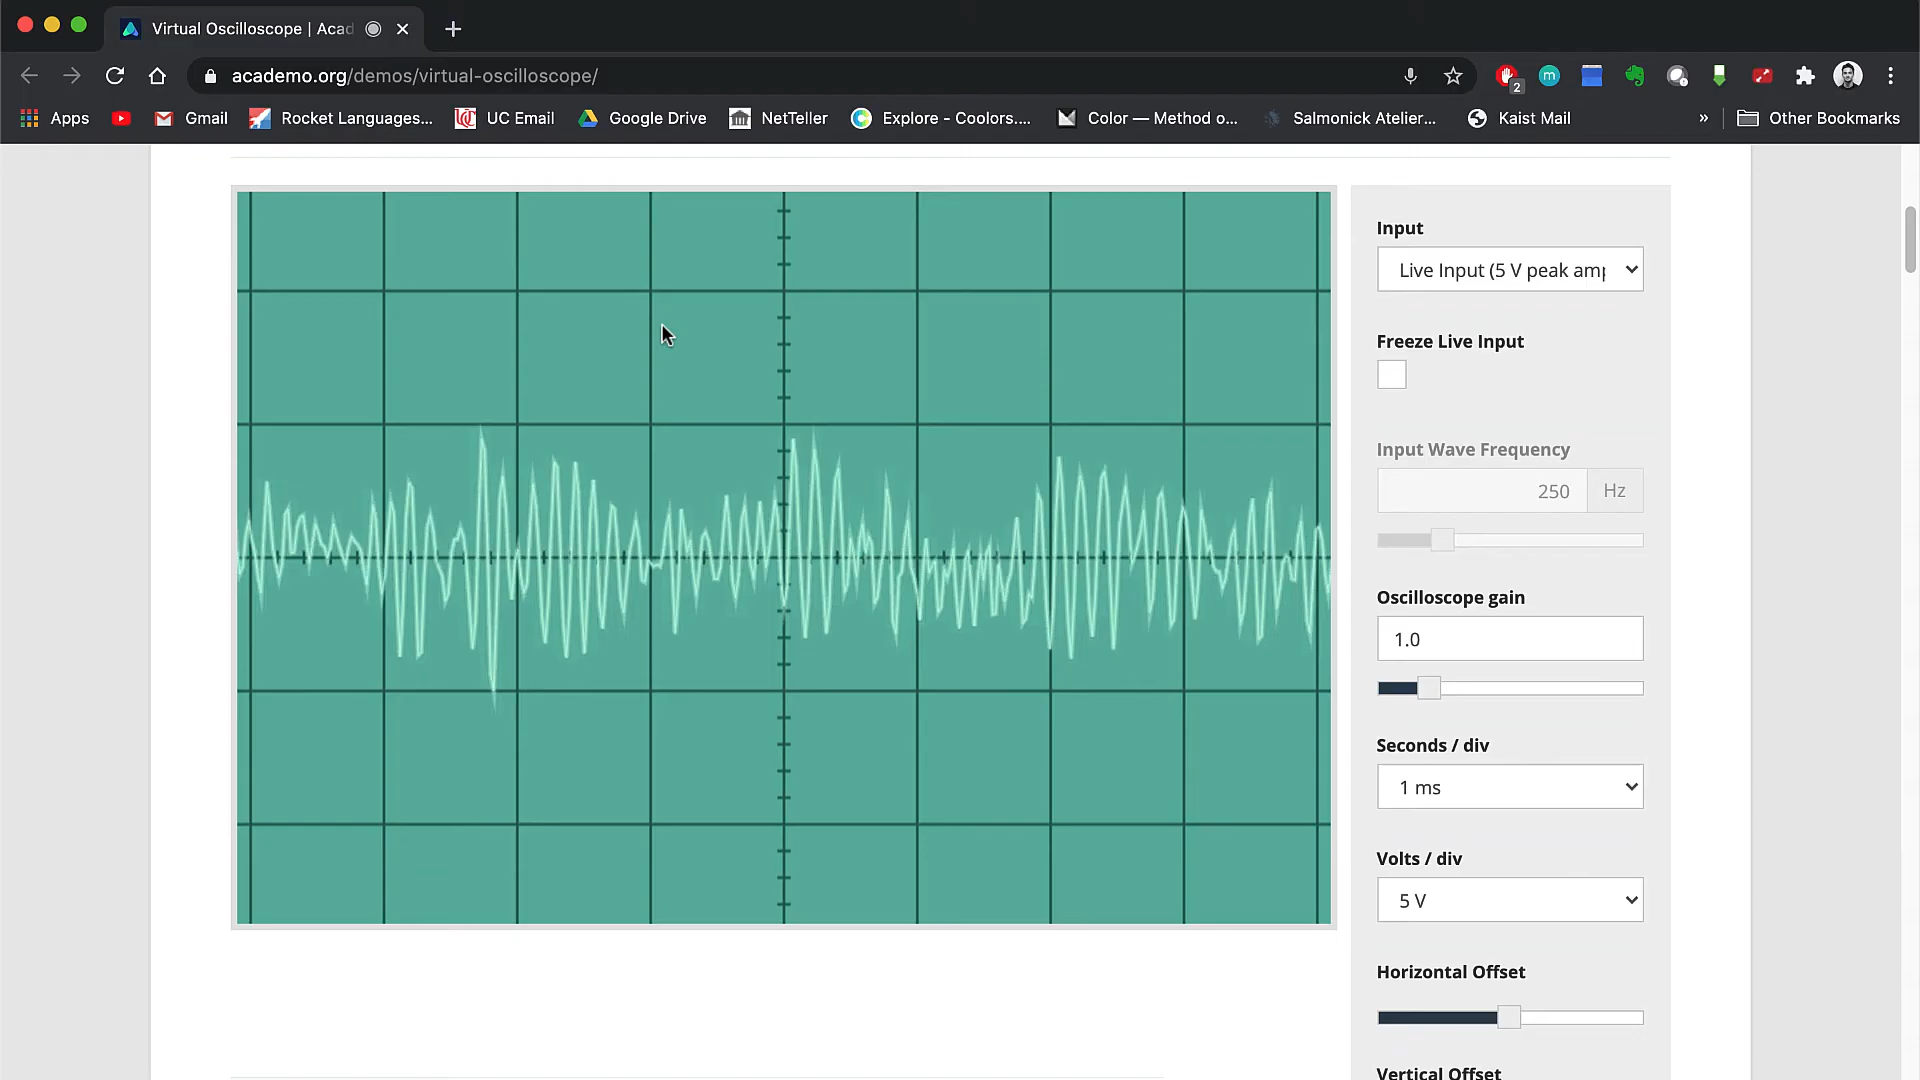 Virtual Oscilloscope | Acad
academo.org/demos/virtual-oscilloscope/
2
m
Apps
Gmail
Rocket Languages...
UC Email
Google Drive
NetTeller
Explore - Coolors....
Color — Method o...
Salmonick Atelier...
Kaist Mail
»
Other Bookmarks
Input
Live Input (5 V peak amp
Freeze Live Input
Input Wave Frequency
250 Hz
Oscilloscope gain
1.0
Seconds / div
1 ms
Volts / div
5 V
Horizontal Offset
Vertical Offset